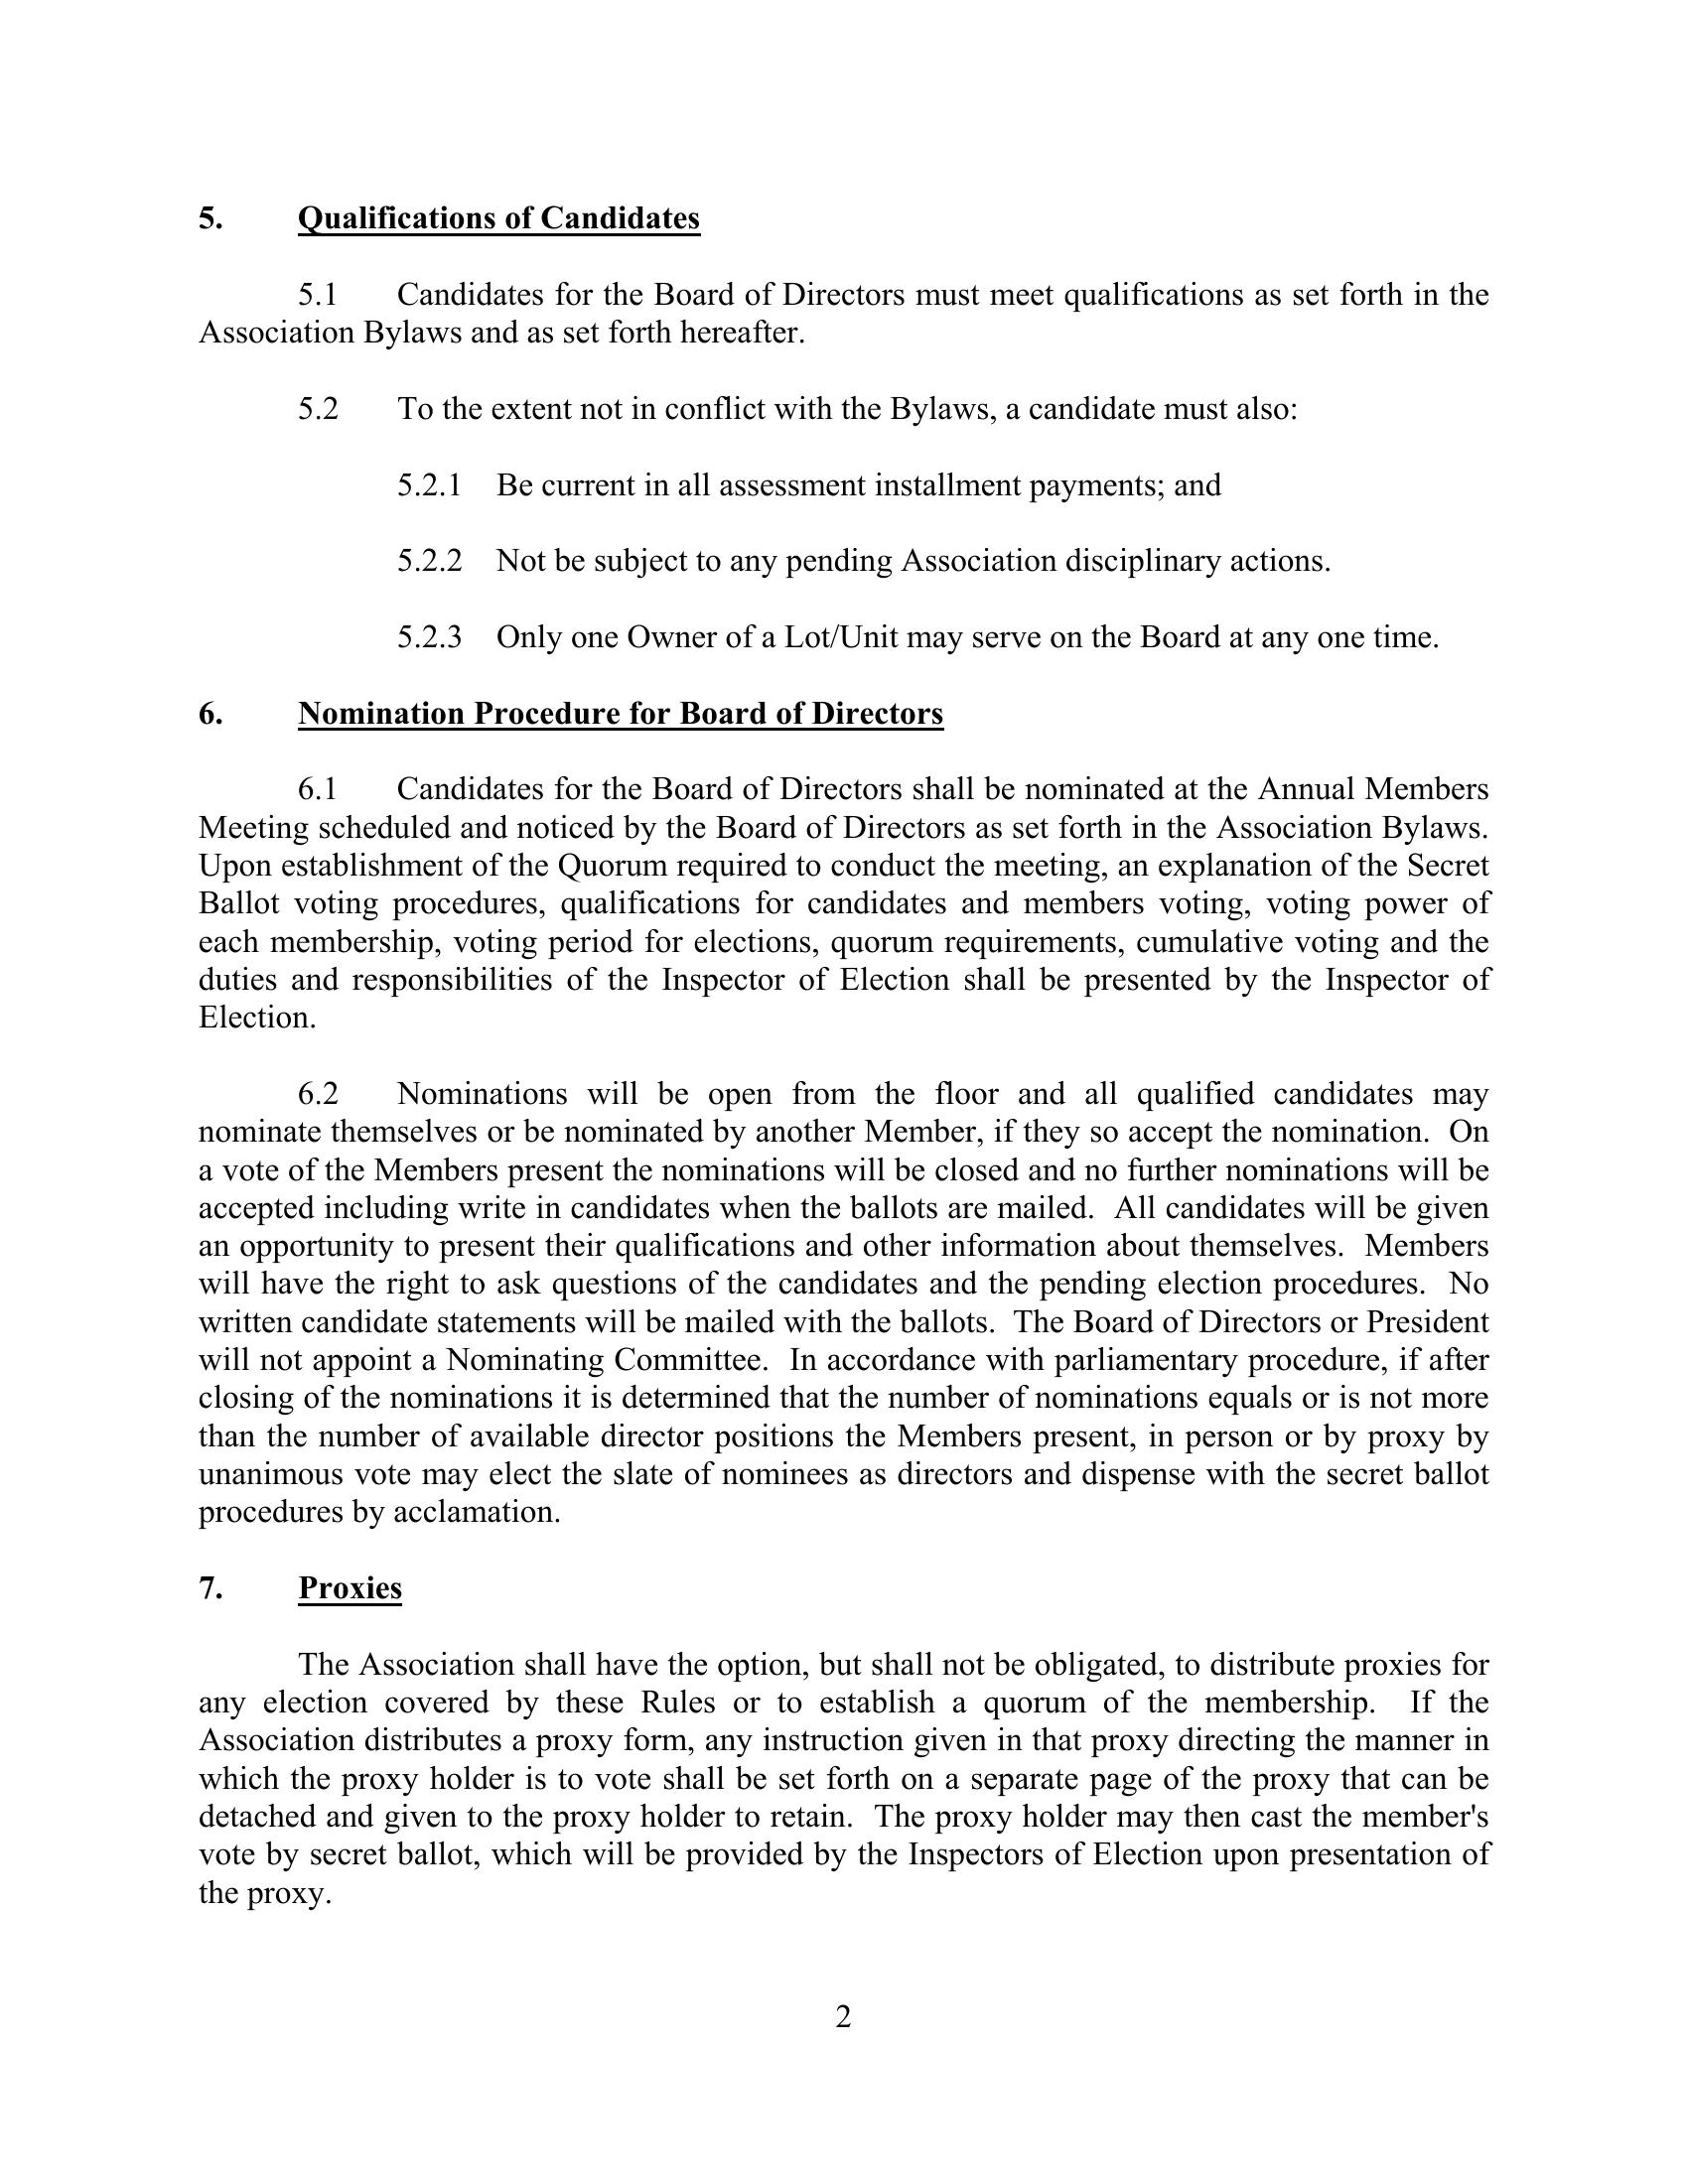 5. Qualifications of Candidates
5.1 Candidates for the Board of Directors must meet qualifications as set forth in the
Association Bylaws and as set forth hereafter.
5.2 To the extent not in conflict with the Bylaws, a candidate must also:
5.2.1 Be current in all assessment installment payments; and
5.2.2 Not be subject to any pending Association disciplinary actions.
5.2.3 Only one Owner of a Lot/Unit may serve on the Board at any one time.
6. Nomination Procedure for Board of Directors
6.1 Candidates for the Board of Directors shall be nominated at the Annual Members
Meeting scheduled and noticed by the Board of Directors as set forth in the Association Bylaws.
Upon establishment of the Quorum required to conduct the meeting, an explanation of the Secret
Ballot voting procedures, qualifications for candidates and members voting, voting power of
each membership, voting period for elections, quorum requirements, cumulative voting and the
duties and responsibilities of the Inspector of Election shall be presented by the Inspector of
Election.
6.2 Nominations will be open from the floor and all qualified candidates may
nominate themselves or be nominated by another Member, if they so accept the nomination. On
a vote of the Members present the nominations will be closed and no further nominations will be
accepted including write in candidates when the ballots are mailed. All candidates will be given
an opportunity to present their qualifications and other information about themselves. Members
will have the right to ask questions of the candidates and the pending election procedures. No
written candidate statements will be mailed with the ballots. The Board of Directors or President
will not appoint a Nominating Committee. In accordance with parliamentary procedure, if after
closing of the nominations it is determined that the number of nominations equals or is not more
than the number of available director positions the Members present, in person or by proxy by
unanimous vote may elect the slate of nominees as directors and dispense with the secret ballot
procedures by acclamation.
7. Proxies
The Association shall have the option, but shall not be obligated, to distribute proxies for
any election covered by these Rules or to establish a quorum of the membership. If the
Association distributes a proxy form, any instruction given in that proxy directing the manner in
which the proxy holder is to vote shall be set forth on a separate page of the proxy that can be
detached and given to the proxy holder to retain. The proxy holder may then cast the member's
vote by secret ballot, which will be provided by the Inspectors of Election upon presentation of
the proxy.
2